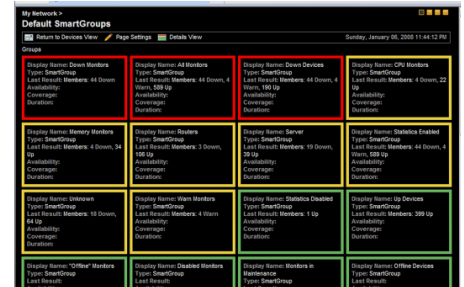 My Network >
Default SmartGroups
Return to Devices View Page Settings Details View
Sunday, January 06, 2008 11:44:12 PM
Groups
Display Name: Down Monitors
Type: SmartGroup
Last Result: Members: 44 Down
Availability:
Coverage:
Duration:
Display Name: All Monitors
Type: SmartGroup
Last Result: Members: 44 Down, 4
Warn, 589 Up
Availability:
Coverage:
Duration:
Display Name: Down Devices
Type: SmartGroup
Last Result: Members: 44 Down, 4
Warn, 190 Up
Availability:
Coverage:
Duration:
Display Name: CPU Monitors
Type: SmartGroup
Last Result: Members: 4 Down, 22
Up
Availability:
Coverage:
Duration:
Display Name: Memory Monitors
Type: SmartGroup
Last Result: Members: 4 Down, 34
Up
Availability:
Coverage:
Duration:
Display Name: Routers
Type: SmartGroup
Last Result: Members: 3 Down,
106 Up
Availability:
Coverage:
Duration:
Display Name: Server
Type: SmartGroup
Last Result: Members: 19 Down,
39 Up
Availability:
Coverage:
Duration:
Display Name: Statistics Enabled
Type: SmartGroup
Last Result: Members: 44 Down, 4
Warn, 589 Up
Availability:
Coverage:
Duration:
Display Name: Unknown
Type: SmartGroup
Last Result: Members: 18 Down,
64 Up
Availability:
Coverage:
Duration:
Display Name: Warn Monitors
Type: SmartGroup
Last Result: Members: 4 Warn
Availability:
Coverage:
Duration:
Display Name: Statistics Disabled
Type: SmartGroup
Last Result: Members: 1 Up
Availability:
Coverage:
Duration:
Display Name: Up Devices
Type: SmartGroup
Last Result: Members: 399 Up
Availability:
Coverage:
Duration:
Display Name: "Offline" Monitors
Type: SmartGroup
Last Result:
Display Name: Disabled Monitors
Type: SmartGroup
Last Result:
Display Name: Monitors in
Maintenance
Type: SmartGroup
Display Name: Offline Devices
Type: SmartGroup
Last Result: